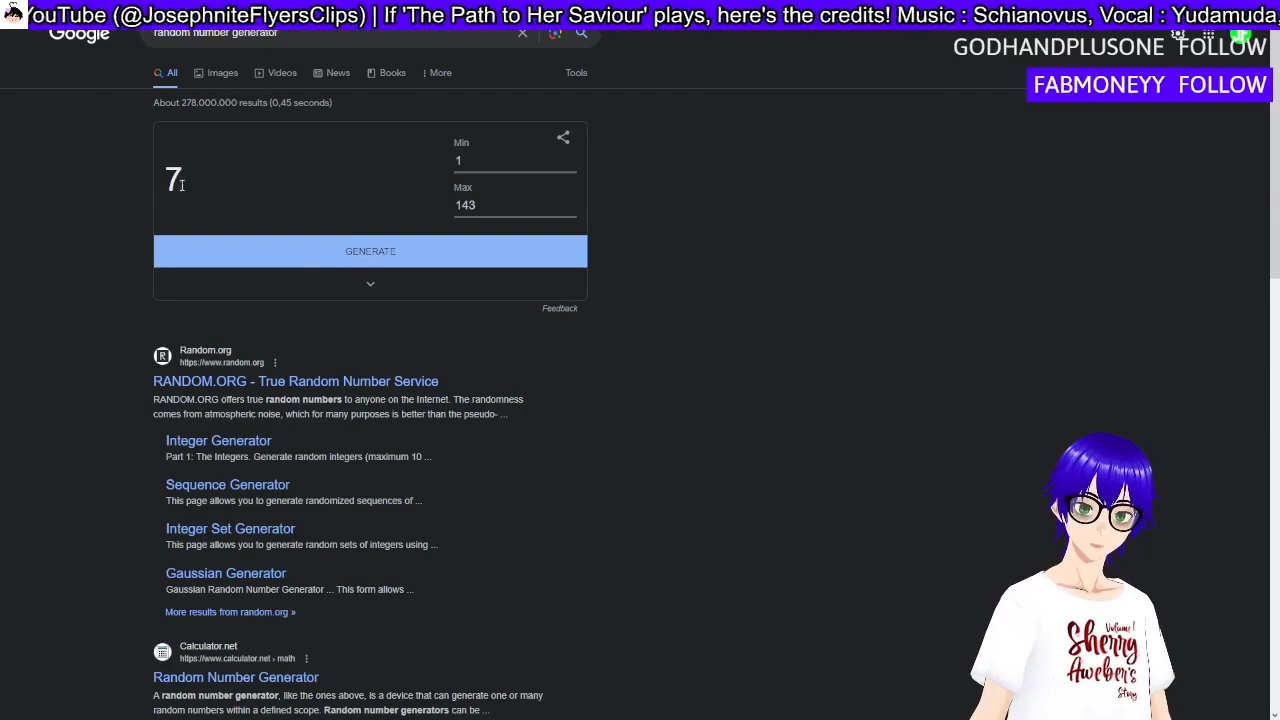 YouTube (@JosephniteFlyersClips) | If 'The Path to Her Saviour' plays, here's the credits! Music : Schianovus, Vocal : Yudamuda,
Google
random number generator
GODHANDPLUSONE FOLLOW
FABMONEYY FOLLOW
All Images Videos News Books More Tools
About 278.000.000 results (0,45 seconds)
7
Min
1
Max
143
GENERATE
Feedback
R
Random.org
https://www.random.org
RANDOM.ORG - True Random Number Service
RANDOM.ORG offers true random numbers to anyone on the Internet. The randomness
comes from atmospheric noise, which for many purposes is better than the pseudo- ...
Integer Generator
Part 1: The Integers. Generate random integers (maximum 10 ...
Sequence Generator
This page allows you to generate randomized sequences of ...
Integer Set Generator
This page allows you to generate random sets of integers using ...
Gaussian Generator
Gaussian Random Number Generator ... This form allows ...
More results from random.org »
Calculator.net
https://www.calculator.net › math
Random Number Generator
A random number generator, like the ones above, is a device that can generate one or many
random numbers within a defined scope. Random number generators can be ...
Volume 1
Sherry
Aweber's
Story